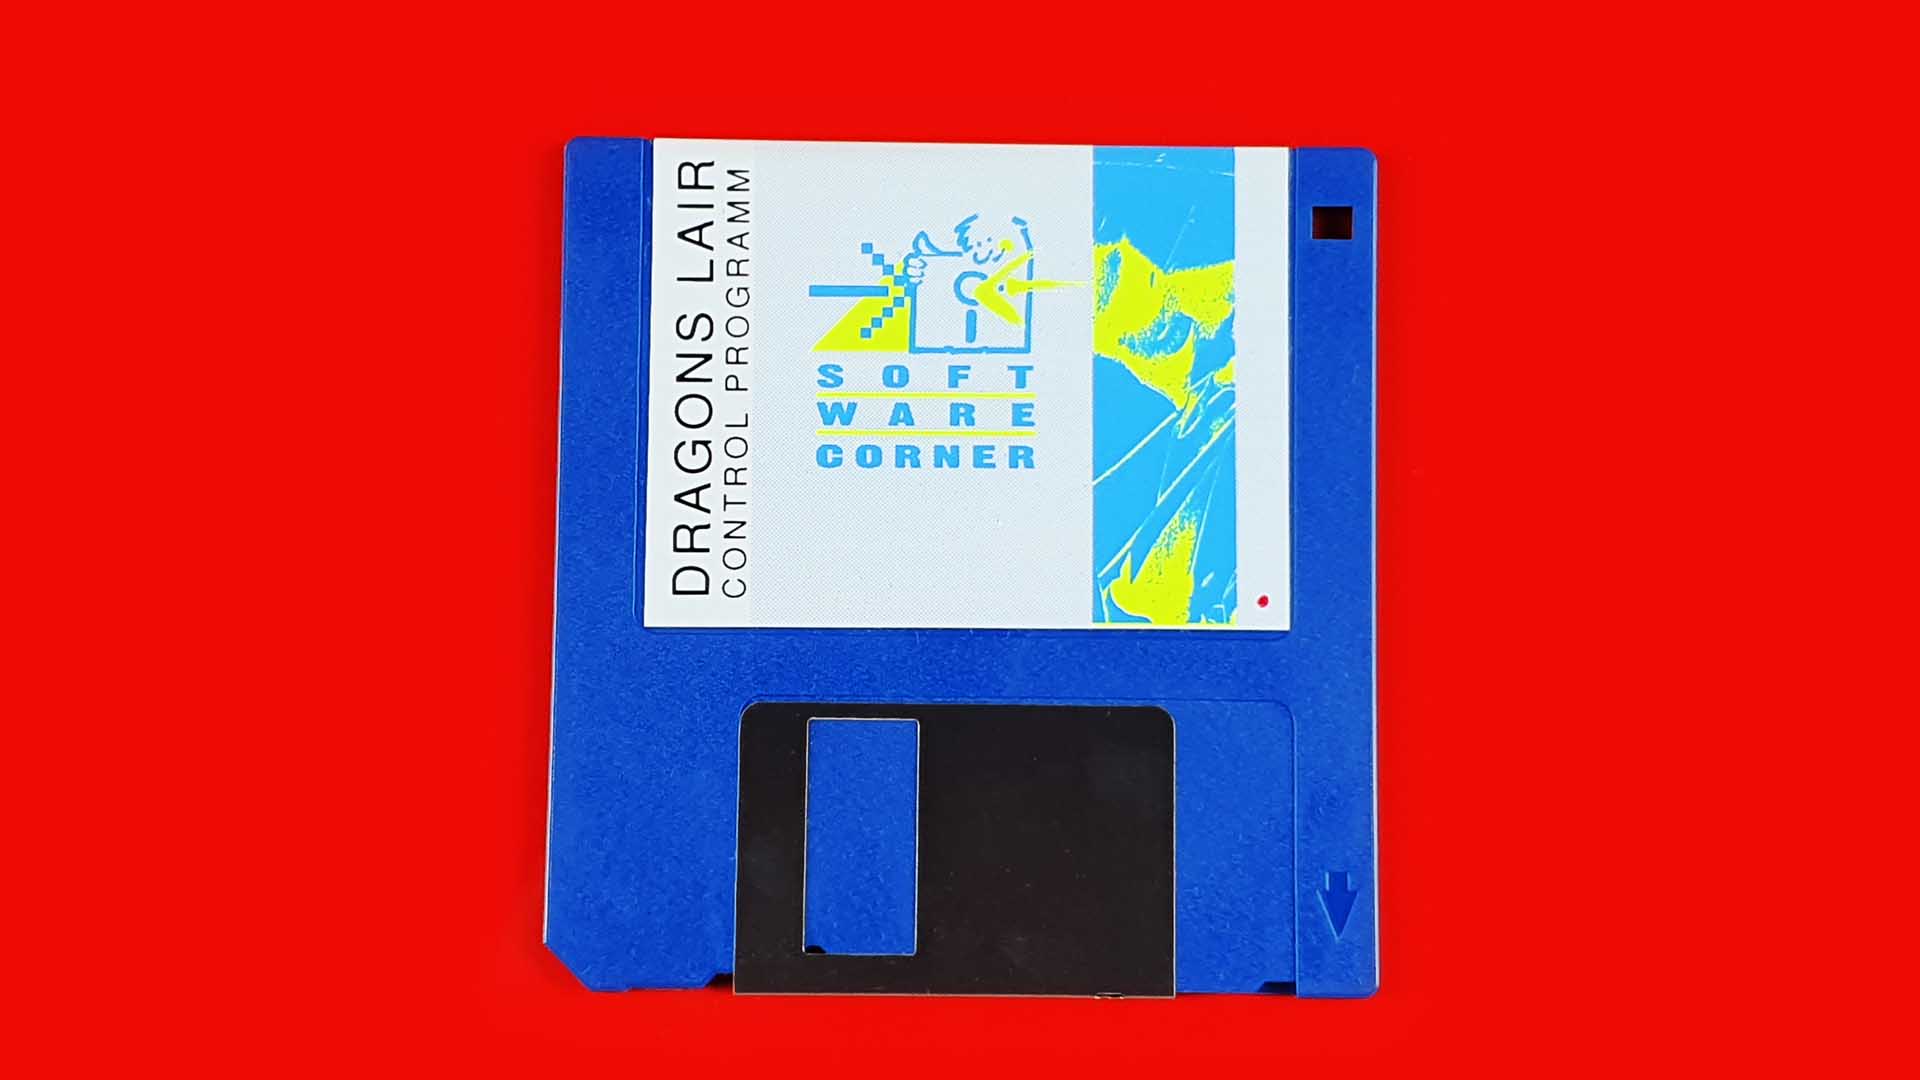 DRAGONS LAIR
CONTROL PROGRAMM
SOFT
WARE
CORNER